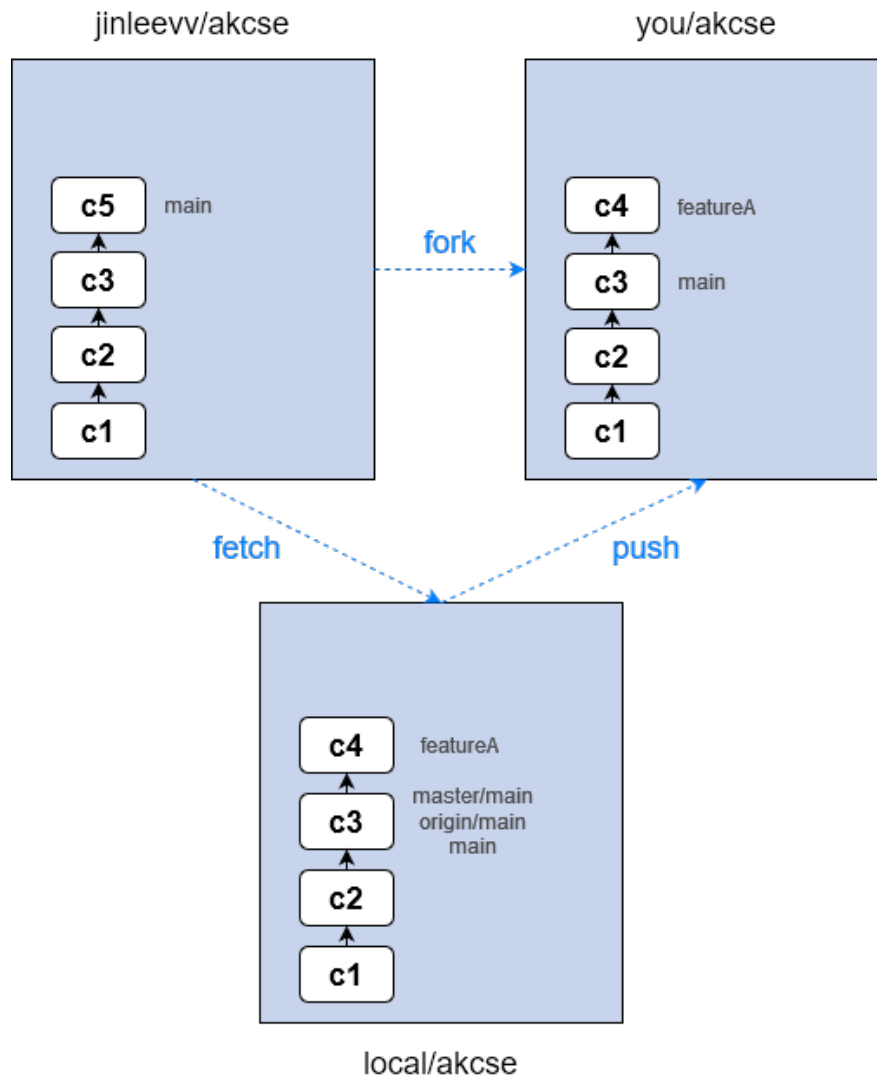 jinleevv/akcse
you/akcse
c5 main
c3
c2
c1
fork
c4 featureA
c3 main
c2
c1
fetch
push
c4 featureA
master/main
origin/main
c3
main
c2
c1
local/akcse